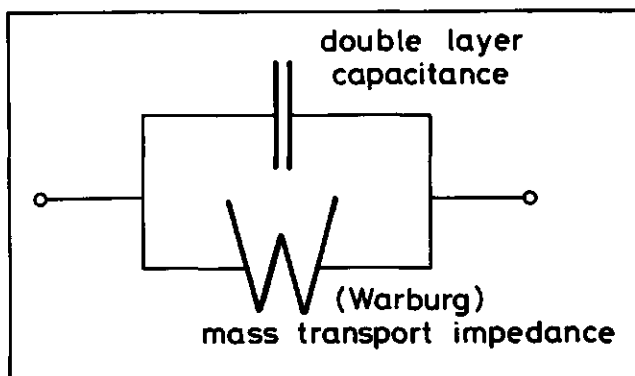 double layer
capacitance
(Warburg)
mass transport impedance